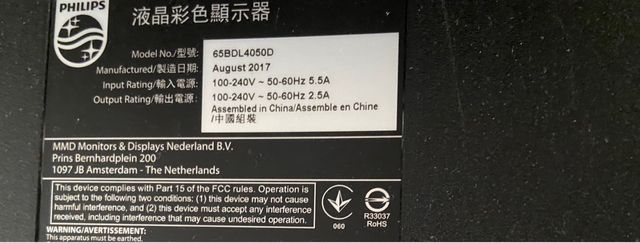 PHILIPS
液晶彩色顯示器
Model No./型號: 65BDL4050D
Manufactured/製造日期: August 2017
Input Rating/輸入電源: 100-240V ~ 50-60Hz 5.5A
Output Rating/輸出電源: 100-240V ~ 50-60Hz 2.5A
Assembled in China/Assemble en Chine
/中國組裝
MMD Monitors & Displays Nederland B.V.
Prins Bernhardplein 200
1097 JB Amsterdam - The Netherlands
This device complies with Part 15 of the FCC rules. Operation is
subject to the following two conditions: (1) this device may not cause
harmful interference, and (2) this device must accept any interference
received, including interference that may cause undesired operation.
060
R33037
RoHS
WARNING/AVERTISSEMENT:
This apparatus must be earthed.